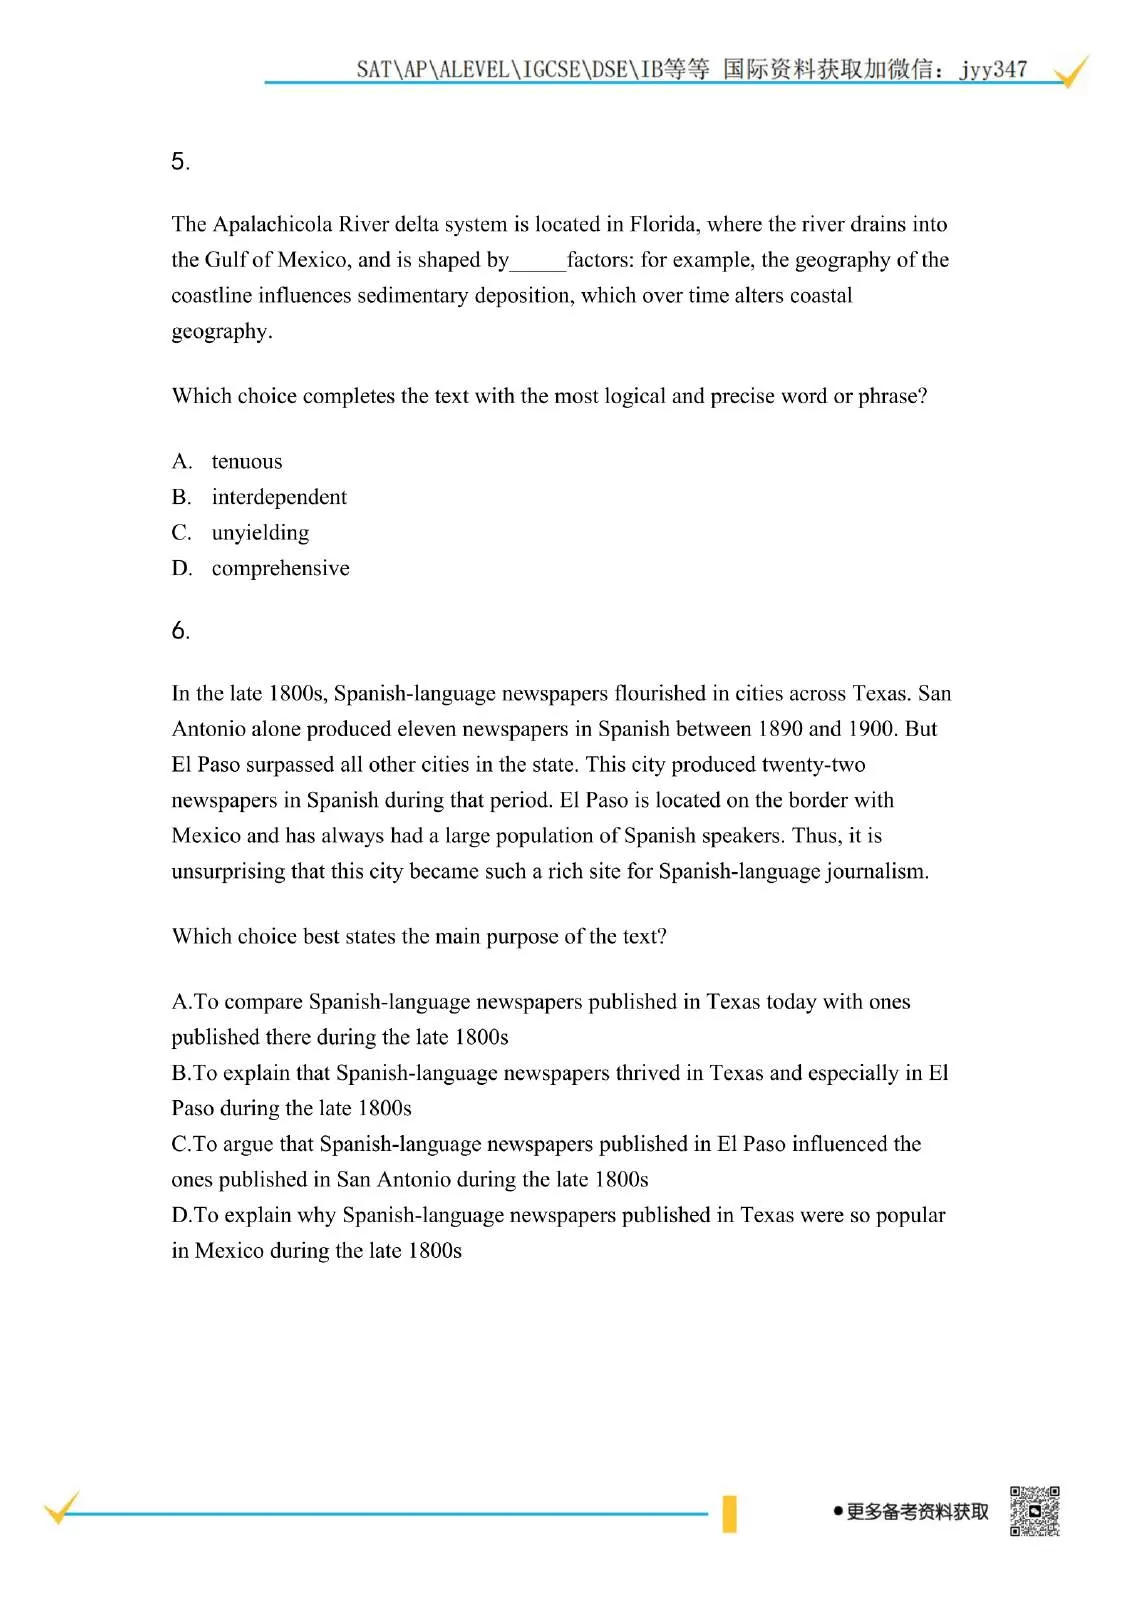 SAT\AP\ALEVEL\IGCSE\DSE\IB等等 国际资料获取加微信：jyy347
5.
The Apalachicola River delta system is located in Florida, where the river drains into
the Gulf of Mexico, and is shaped by_____factors: for example, the geography of the
coastline influences sedimentary deposition, which over time alters coastal
geography.
Which choice completes the text with the most logical and precise word or phrase?
A. tenuous
B. interdependent
C. unyielding
D. comprehensive
6.
In the late 1800s, Spanish-language newspapers flourished in cities across Texas. San
Antonio alone produced eleven newspapers in Spanish between 1890 and 1900. But
El Paso surpassed all other cities in the state. This city produced twenty-two
newspapers in Spanish during that period. El Paso is located on the border with
Mexico and has always had a large population of Spanish speakers. Thus, it is
unsurprising that this city became such a rich site for Spanish-language journalism.
Which choice best states the main purpose of the text?
A.To compare Spanish-language newspapers published in Texas today with ones
published there during the late 1800s
B.To explain that Spanish-language newspapers thrived in Texas and especially in El
Paso during the late 1800s
C.To argue that Spanish-language newspapers published in El Paso influenced the
ones published in San Antonio during the late 1800s
D.To explain why Spanish-language newspapers published in Texas were so popular
in Mexico during the late 1800s
●更多备考资料获取